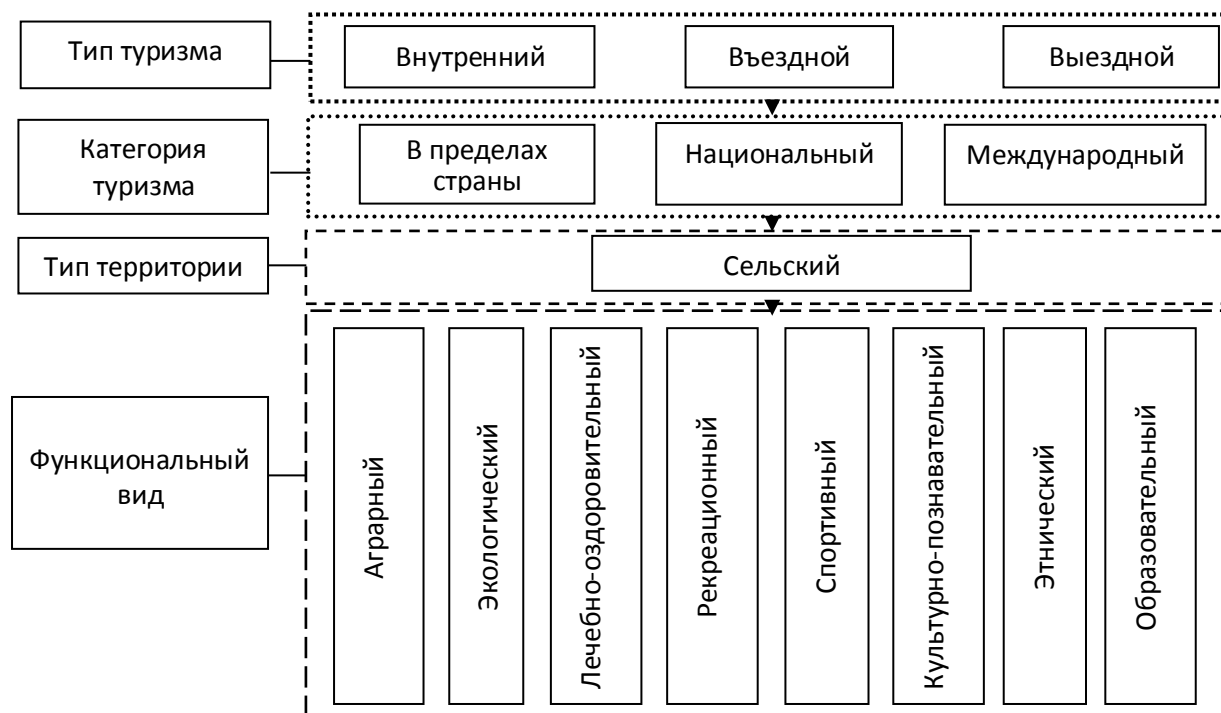 Тип туризма
Внутренний
Въездной
Выездной
Категория
туризма
В пределах
страны
Национальный
Международный
Тип территории
Сельский
Функциональный
вид
Аграрный
Экологический
Лечебно-оздоровительный
Рекреационный
Спортивный
Культурно-познавательный
Этнический
Образовательный